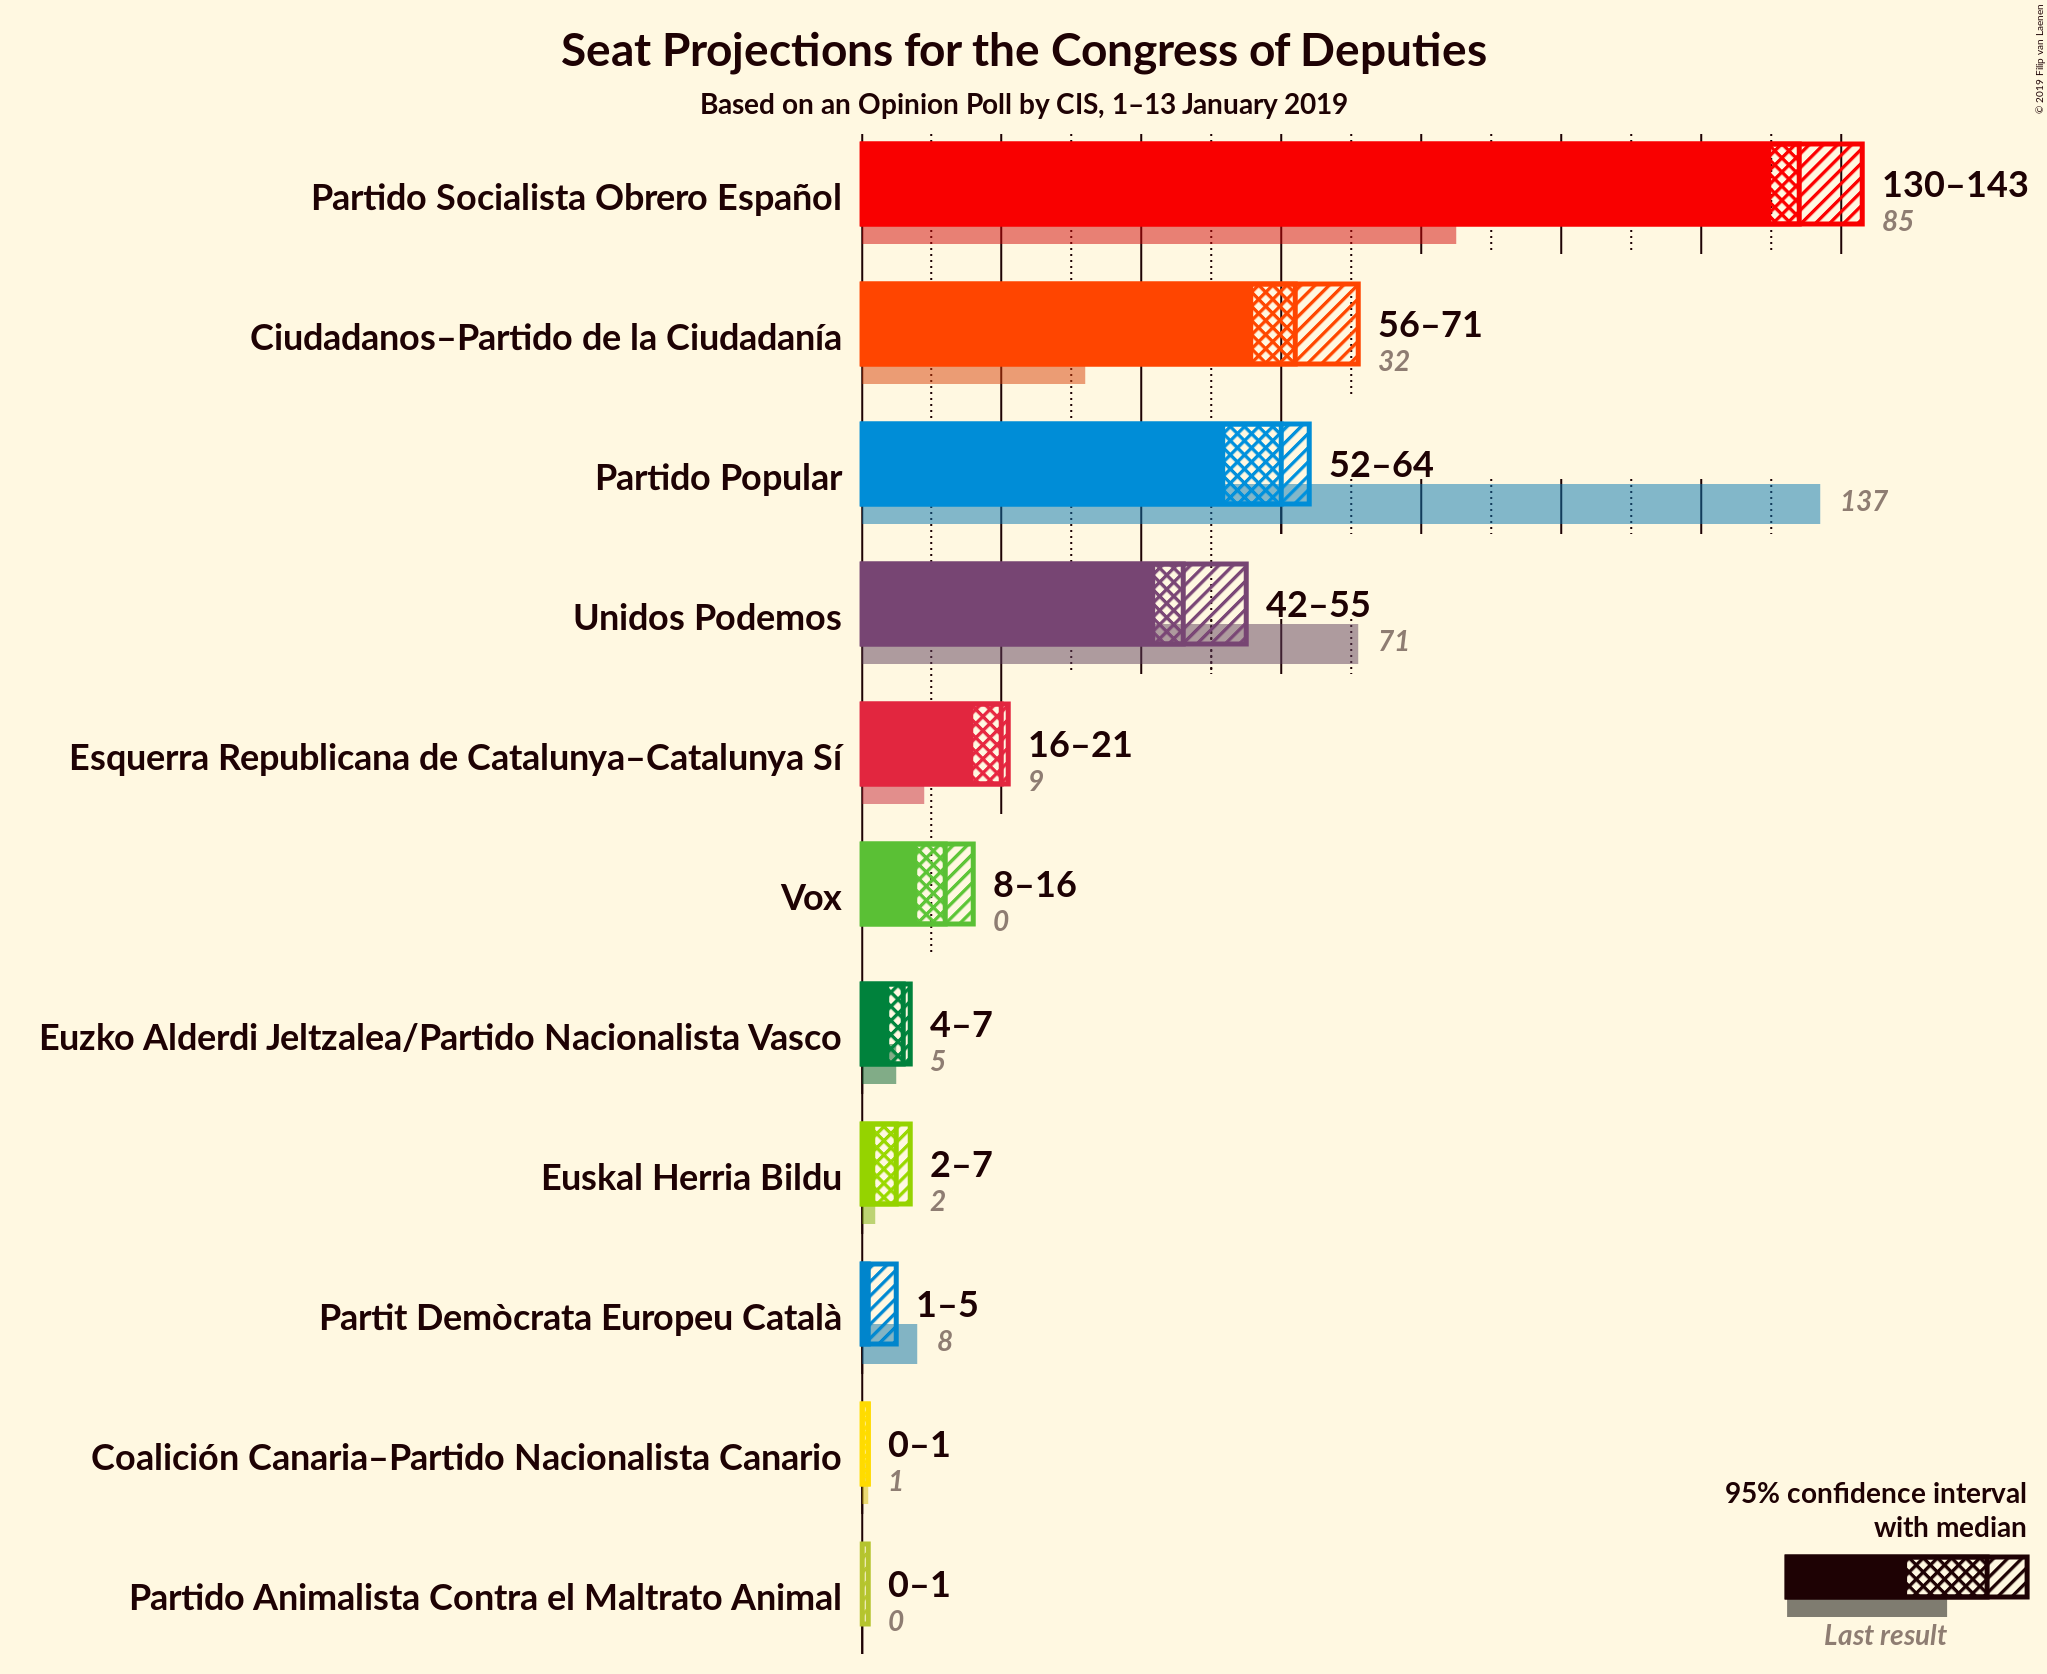 Seat Projections for the Congress of Deputies
Based on an Opinion Poll by CIS, 1–13 January 2019
© 2019 Filip van Laenen
Partido Socialista Obrero Español
130–143
85
Ciudadanos–Partido de la Ciudadanía
56–71
32
Partido Popular
52–64
137
Unidos Podemos
42–55
71
Esquerra Republicana de Catalunya–Catalunya Sí
16–21
9
Vox
8–16
0
Euzko Alderdi Jeltzalea/Partido Nacionalista Vasco
4–7
5
Euskal Herria Bildu
2–7
2
Partit Demòcrata Europeu Català
1–5
8
Coalición Canaria–Partido Nacionalista Canario
0–1
1
Partido Animalista Contra el Maltrato Animal
0–1
0
95% confidence interval
with median
Last result